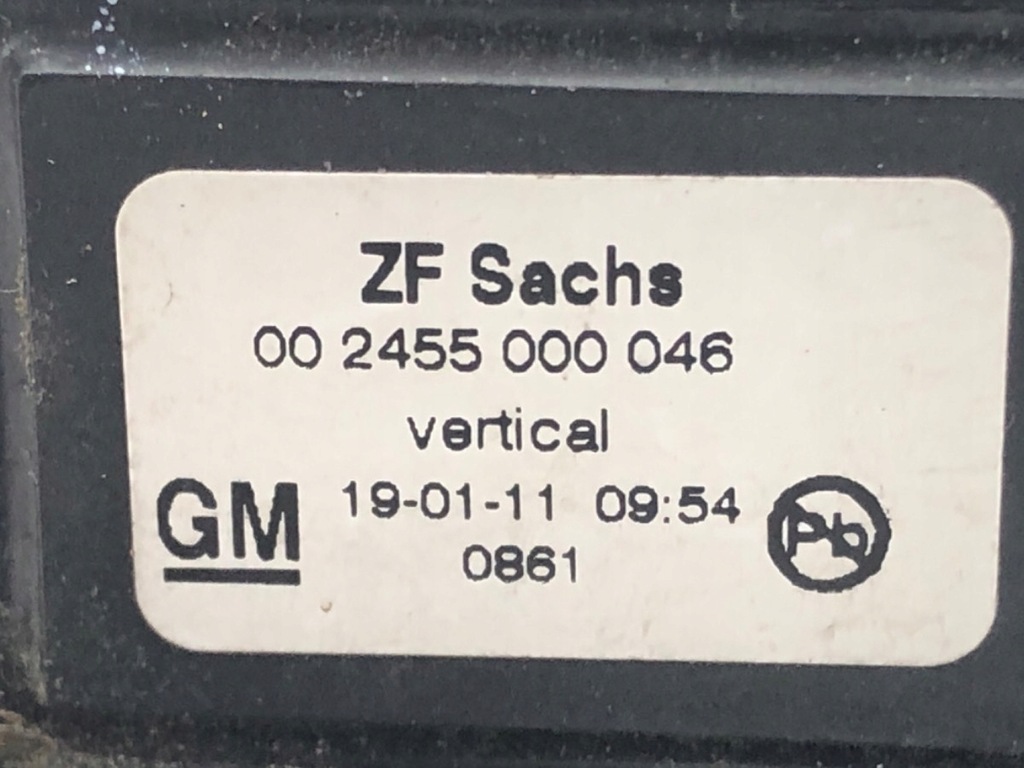 ZF Sachs
00 2455 000 046
vertical
GM 19-01-11 09:54 Pb
0861